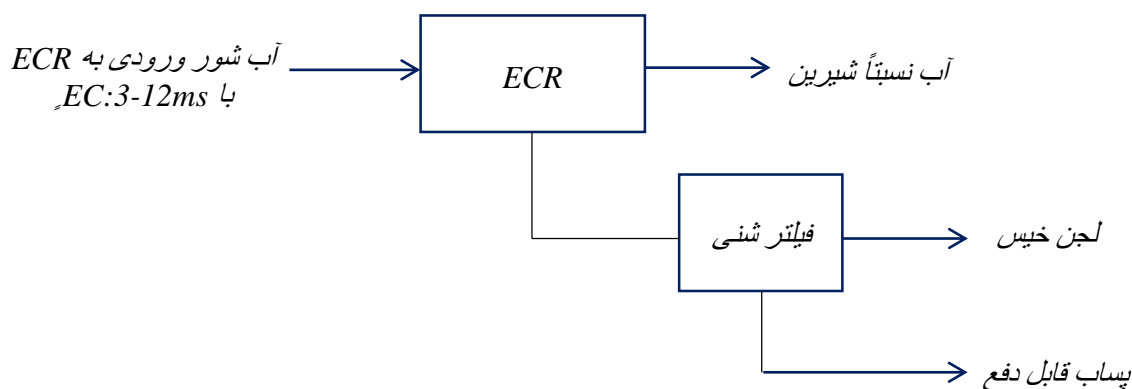 آب شور ورودی به ECR
با EC:3-12ms ٍ
ECR
آب نسبتاً شیرین
فیلتر شنی
لجن خیس
پساب قابل دفع